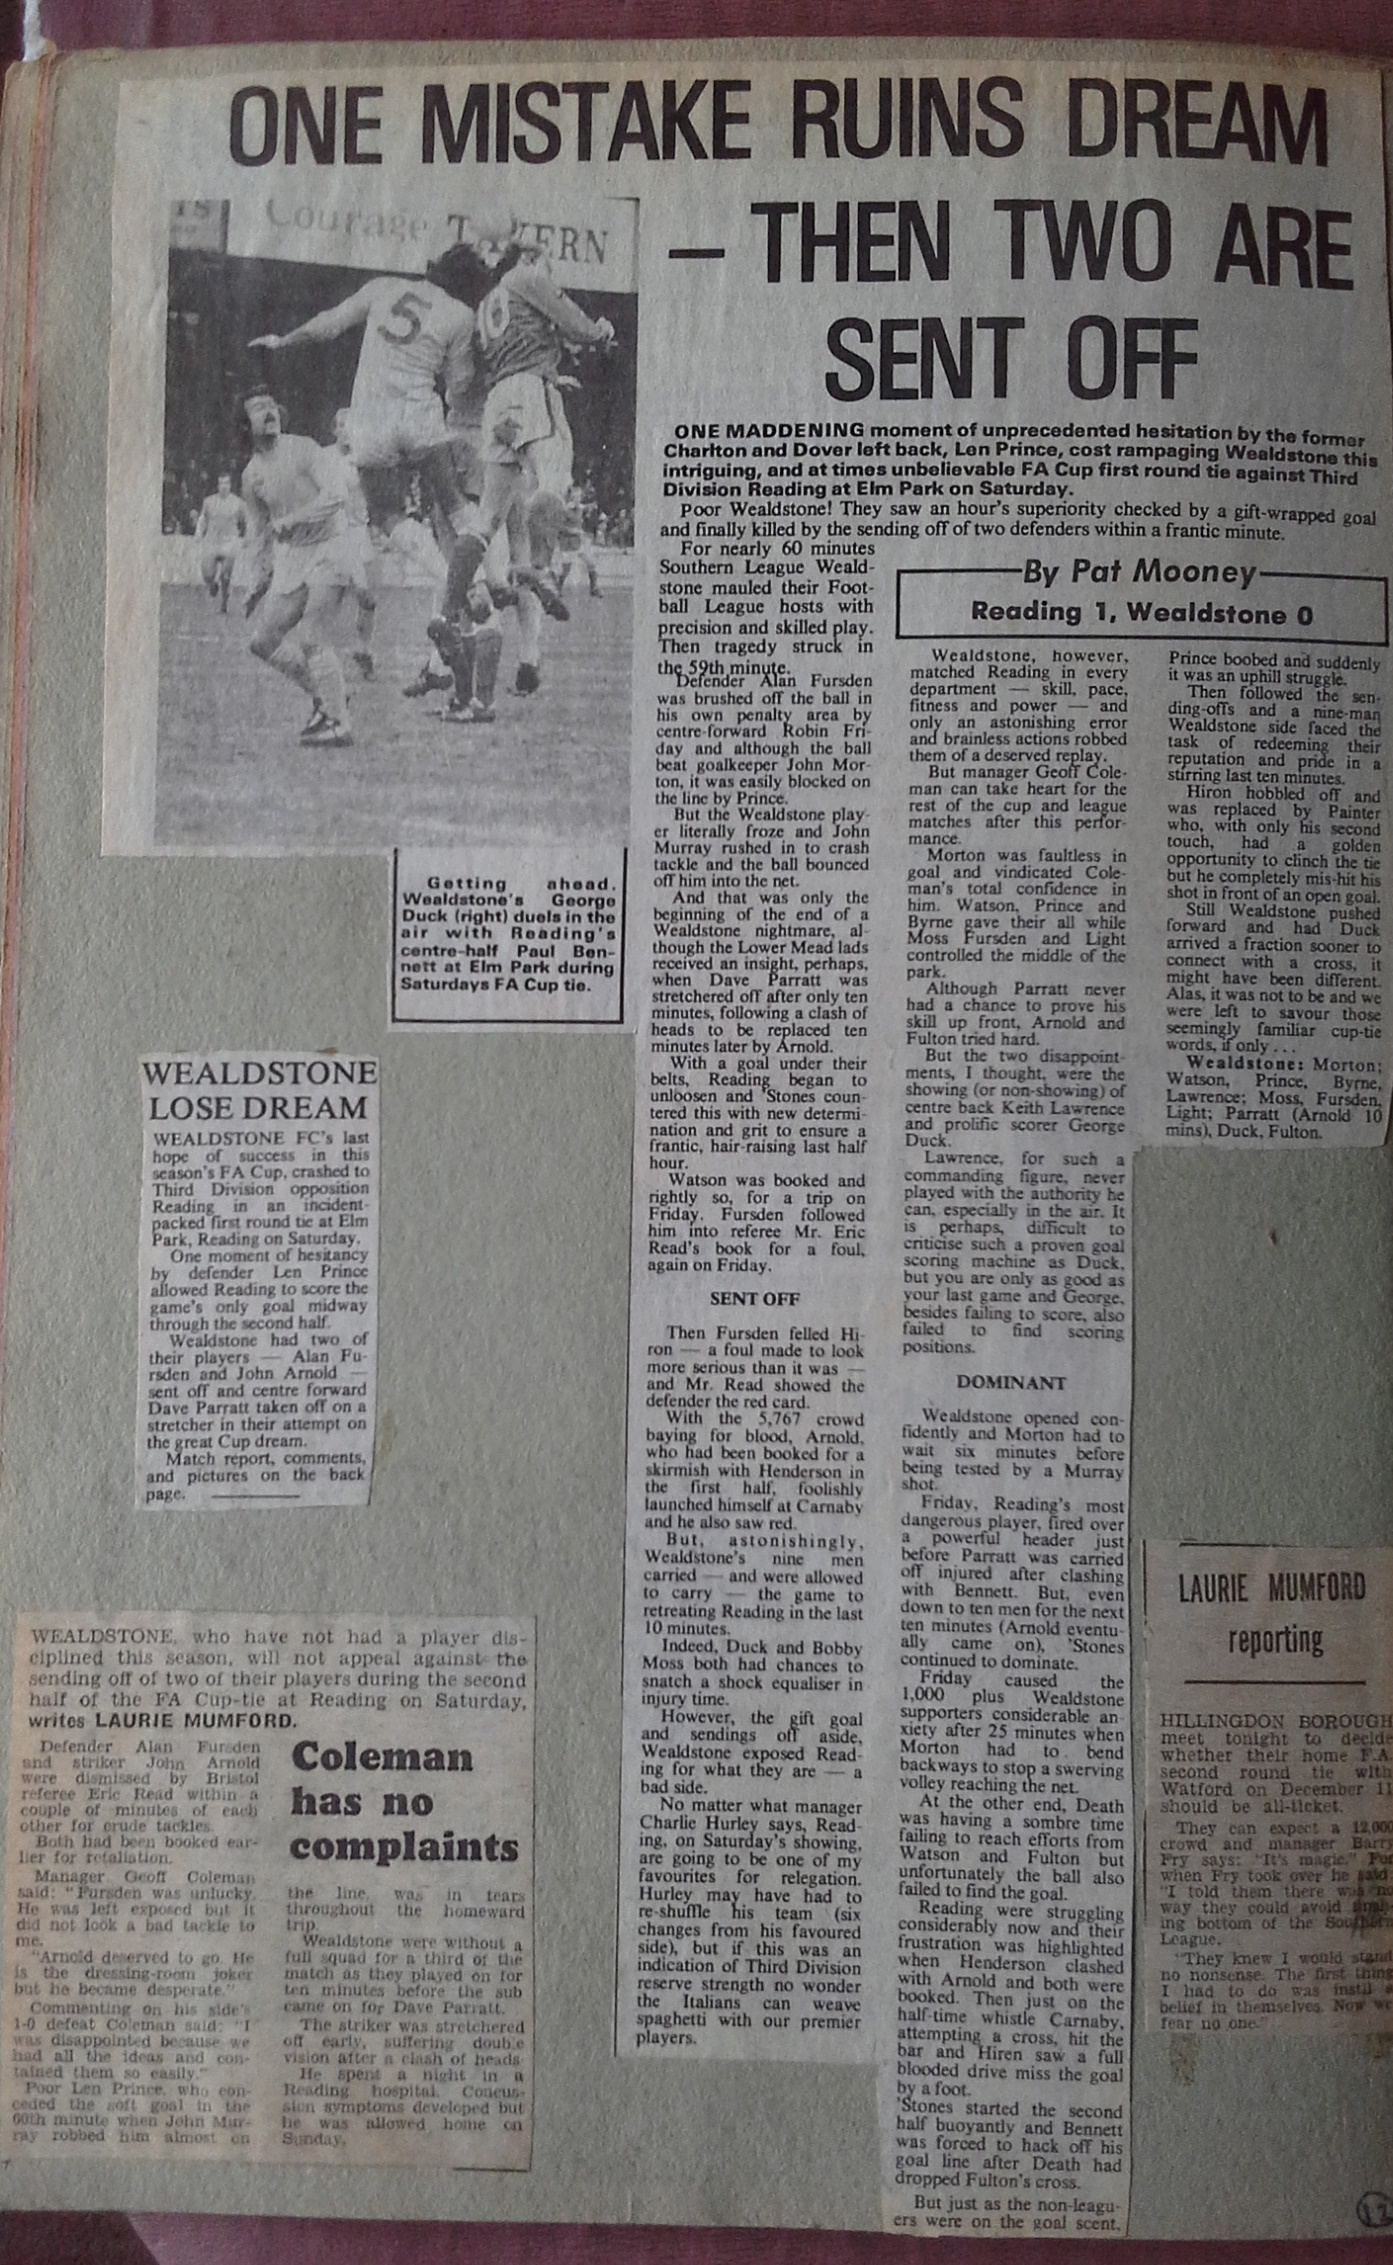 ONE MISTAKE RUINS DREAM
– THEN TWO ARE
SENT OFF
Courage TAVERN
5
ONE MADDENING moment of unprecedented hesitation by the former
Charlton and Dover left back, Len Prince, cost rampaging Wealdstone this
intriguing, and at times unbelievable FA Cup first round tie against Third
Division Reading at Elm Park on Saturday.
Poor Wealdstone! They saw an hour's superiority checked by a gift-wrapped goal
and finally killed by the sending off of two defenders within a frantic minute.
By Pat Mooney
Reading 1, Wealdstone 0
For nearly 60 minutes
Southern League Weald-
stone mauled their Foot-
ball League hosts with
precision and skilled play.
Then tragedy struck in
the 59th minute.
Defender Alan Fursden
was brushed off the ball in
his own penalty area by
centre-forward Robin Fri-
day and although the ball
beat goalkeeper John Mor-
ton, it was easily blocked on
the line by Prince.
But the Wealdstone play-
er literally froze and John
Murray rushed in to crash
tackle and the ball bounced
off him into the net.
And that was only the
beginning of the end of a
Wealdstone nightmare, al-
though the Lower Mead lads
received an insight, perhaps,
when Dave Parratt was
stretchered off after only ten
minutes, following a clash of
heads to be replaced ten
minutes later by Arnold.
With a goal under their
belts, Reading began to
unloosen and 'Stones coun-
tered this with new determi-
nation and grit to ensure a
frantic, hair-raising last half
hour.
Watson was booked and
rightly so, for a trip on
Friday. Fursden followed
him into referee Mr. Eric
Read's book for a foul,
again on Friday.
SENT OFF
Then Fursden felled Hi-
ron — a foul made to look
more serious than it was —
and Mr. Read showed the
defender the red card.
With the 5,767 crowd
baying for blood, Arnold,
who had been booked for a
skirmish with Henderson in
the first half, foolishly
launched himself at Carnaby
and he also saw red.
But, astonishingly,
Wealdstone's nine men
carried — and were allowed
to carry — the game to
retreating Reading in the last
10 minutes.
Indeed, Duck and Bobby
Moss both had chances to
snatch a shock equaliser in
injury time.
However, the gift goal
and sendings off aside,
Wealdstone exposed Read-
ing for what they are — a
bad side.
No matter what manager
Charlie Hurley says, Read-
ing, on Saturday's showing,
are going to be one of my
favourites for relegation.
Hurley may have had to
re-shuffle his team (six
changes from his favoured
side), but if this was an
indication of Third Division
reserve strength no wonder
the Italians can weave
spaghetti with our premier
players.
Wealdstone, however,
matched Reading in every
department — skill, pace,
fitness and power — and
only an astonishing error
and brainless actions robbed
them of a deserved replay.
But manager Geoff Cole-
man can take heart for the
rest of the cup and league
matches after this perfor-
mance.
Morton was faultless in
goal and vindicated Cole-
man's total confidence in
him. Watson, Prince and
Byrne gave their all while
Moss Fursden and Light
controlled the middle of the
park.
Although Parratt never
had a chance to prove his
skill up front, Arnold and
Fulton tried hard.
But the two disappoint-
ments, I thought, were the
showing (or non-showing) of
centre back Keith Lawrence
and prolific scorer George
Duck.
Lawrence, for such a
commanding figure, never
played with the authority he
can, especially in the air. It
is perhaps, difficult to
criticise such a proven goal
scoring machine as Duck,
but you are only as good as
your last game and George,
besides failing to score, also
failed to find scoring
positions.
DOMINANT
Wealdstone opened con-
fidently and Morton had to
wait six minutes before
being tested by a Murray
shot.
Friday, Reading's most
dangerous player, fired over
a powerful header just
before Parratt was carried
off injured after clashing
with Bennett. But, even
down to ten men for the next
ten minutes (Arnold eventu-
ally came on), 'Stones
continued to dominate.
Friday caused the
1,000 plus Wealdstone
supporters considerable an-
xiety after 25 minutes when
Morton had to bend
backways to stop a swerving
volley reaching the net.
At the other end, Death
was having a sombre time
failing to reach efforts from
Watson and Fulton but
unfortunately the ball also
failed to find the goal.
Reading were struggling
considerably now and their
frustration was highlighted
when Henderson clashed
with Arnold and both were
booked. Then just on the
half-time whistle Carnaby,
attempting a cross, hit the
bar and Hiren saw a full
blooded drive miss the goal
by a foot.
'Stones started the second
half buoyantly and Bennett
was forced to hack off his
goal line after Death had
dropped Fulton's cross.
But just as the non-leagu-
ers were on the goal scent,
Prince boobed and suddenly
it was an uphill struggle.
Then followed the sen-
ding-offs and a nine-man
Wealdstone side faced the
task of redeeming their
reputation and pride in a
stirring last ten minutes.
Hiron hobbled off and
was replaced by Painter
who, with only his second
touch, had a golden
opportunity to clinch the tie
but he completely mis-hit his
shot in front of an open goal.
Still Wealdstone pushed
forward and had Duck
arrived a fraction sooner to
connect with a cross, it
might have been different.
Alas, it was not to be and we
were left to savour those
seemingly familiar cup-tie
words, if only . . .
Wealdstone: Morton;
Watson, Prince, Byrne,
Lawrence; Moss, Fursden,
Light; Parratt (Arnold 10
mins), Duck, Fulton.
Getting ahead.
Wealdstone's George
Duck (right) duels in the
air with Reading's
centre-half Paul Ben-
nett at Elm Park during
Saturdays FA Cup tie.
WEALDSTONE
LOSE DREAM
WEALDSTONE FC's last
hope of success in this
season's FA Cup, crashed to
Third Division opposition
Reading in an incident-
packed first round tie at Elm
Park, Reading on Saturday.
One moment of hesitancy
by defender Len Prince
allowed Reading to score the
game's only goal midway
through the second half.
Wealdstone had two of
their players — Alan Fu-
rsden and John Arnold —
sent off and centre forward
Dave Parratt taken off on a
stretcher in their attempt on
the great Cup dream.
Match report, comments,
and pictures on the back
page.
WEALDSTONE, who have not had a player dis-
ciplined this season, will not appeal against the
sending off of two of their players during the second
half of the FA Cup-tie at Reading on Saturday,
writes LAURIE MUMFORD.
Coleman
has no
complaints
Defender Alan Fursden
and striker John Arnold
were dismissed by Bristol
referee Eric Read within a
couple of minutes of each
other for crude tackles.
Both had been booked ear-
lier for retaliation.
Manager Geoff Coleman
said: "Fursden was unlucky.
He was left exposed but it
did not look a bad tackle to
me.
"Arnold deserved to go. He
is the dressing-room joker
but he became desperate."
Commenting on his side's
1-0 defeat Coleman said: "I
was disappointed because we
had all the ideas and con-
tained them so easily."
Poor Len Prince, who con-
ceded the soft goal in the
60th minute when John Mur-
ray robbed him almost on
the line, was in tears
throughout the homeward
trip.
Wealdstone were without a
full squad for a third of the
match as they played on for
ten minutes before the sub
came on for Dave Parratt.
The striker was stretchered
off early, suffering double
vision after a clash of heads.
He spent a night in a
Reading hospital. Concus-
sion symptoms developed but
he was allowed home on
Sunday.
LAURIE MUMFORD
reporting
HILLINGDON BOROUGH
meet tonight to decide
whether their home F.A.
second round tie with
Watford on December 11
should be all-ticket.
They can expect a 12,000
crowd and manager Barry
Fry says: "It's magic." For
when Fry took over he said
"I told them there was no
way they could avoid finish-
ing bottom of the Southern
League.
"They knew I would stand
no nonsense. The first thing
I had to do was instil a
belief in themselves. Now we
fear no one."